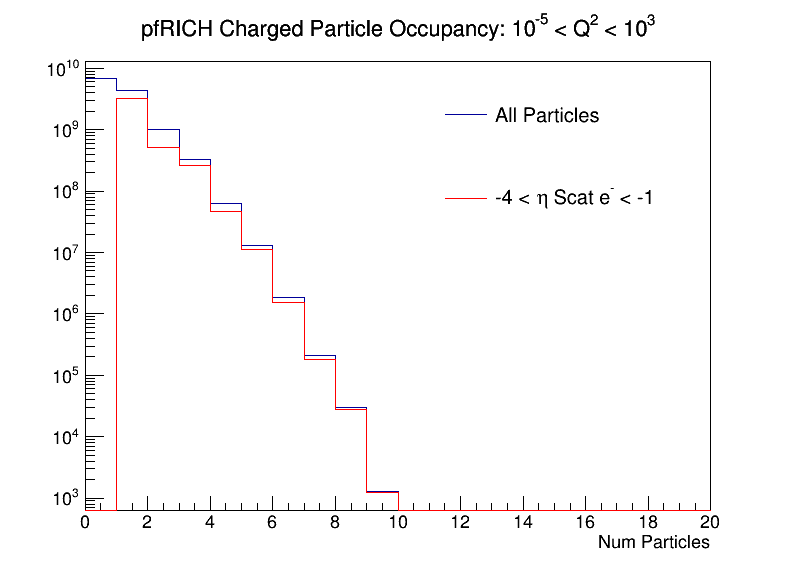 pfRICH Charged Particle Occupancy: 10^-5 < Q^2 < 10^3
10^10
All Particles
10^9
10^8
-4 < η Scat e^- < -1
10^7
10^6
10^5
10^4
10^3
0 2 4 6 8 10 12 14 16 18 20
Num Particles